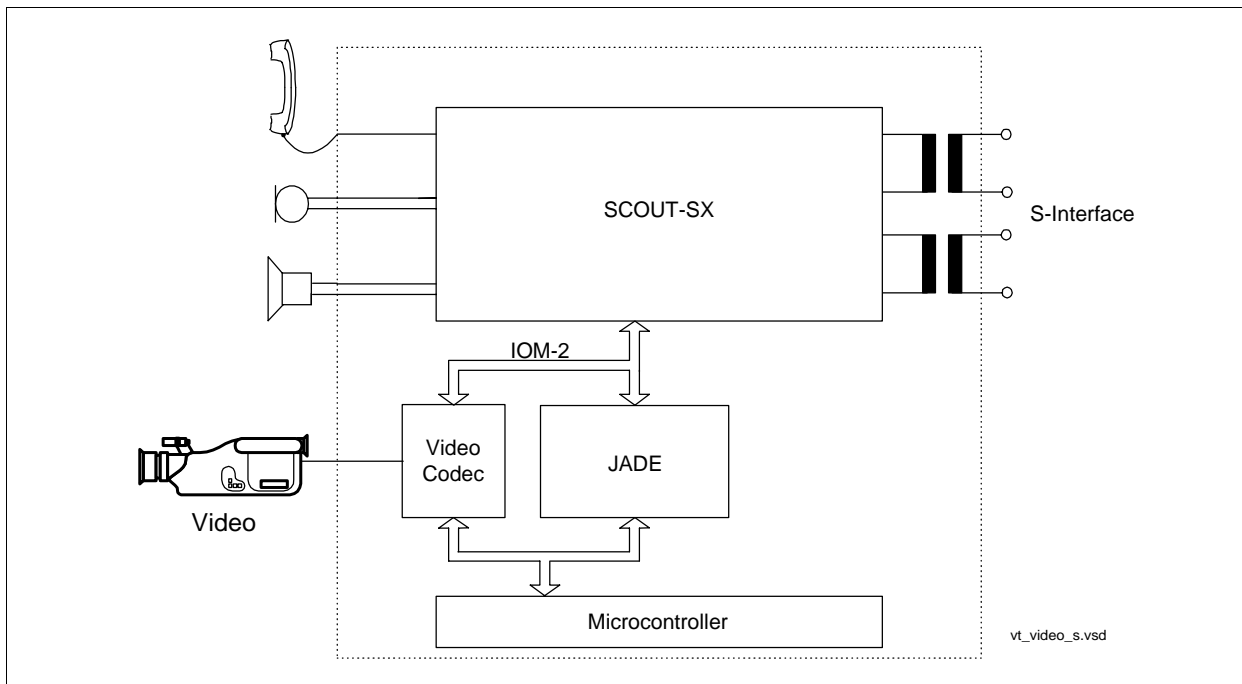 SCOUT-SX
S-Interface
IOM-2
Video
Codec
JADE
Video
Microcontroller
vt_video_s.vsd